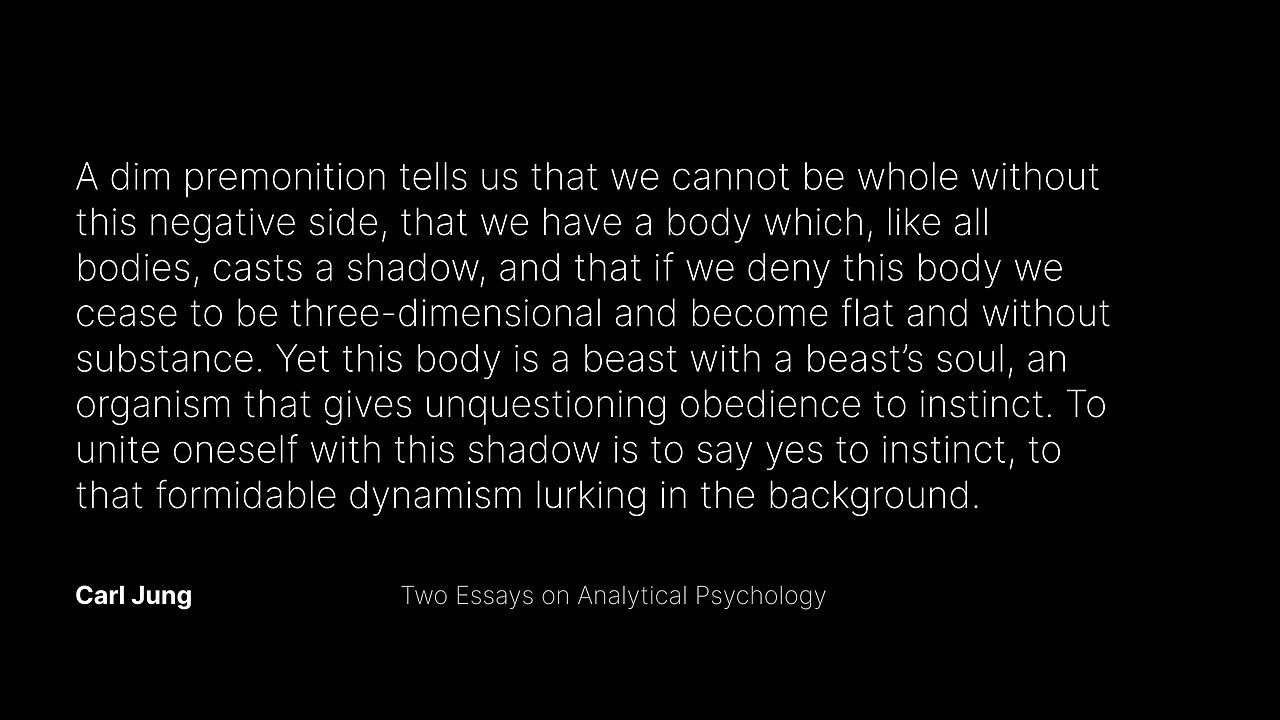 A dim premonition tells us that we cannot be whole without
this negative side, that we have a body which, like all
bodies, casts a shadow, and that if we deny this body we
cease to be three-dimensional and become flat and without
substance. Yet this body is a beast with a beast’s soul, an
organism that gives unquestioning obedience to instinct. To
unite oneself with this shadow is to say yes to instinct, to
that formidable dynamism lurking in the background.
Carl Jung Two Essays on Analytical Psychology